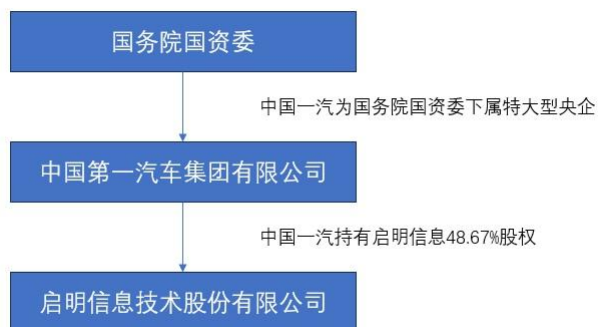 国务院国资委
中国一汽为国务院国资委下属特大型央企
中国第一汽车集团有限公司
中国一汽持有启明信息48.67%股权
启明信息技术股份有限公司